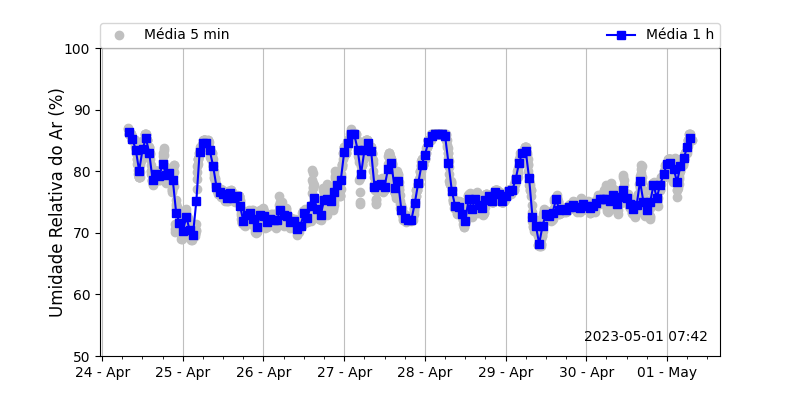 Média 5 min
Média 1 h
Umidade Relativa do Ar (%)
100
90
80
70
60
50
2023-05-01 07:42
24 - Apr
25 - Apr
26 - Apr
27 - Apr
28 - Apr
29 - Apr
30 - Apr
01 - May